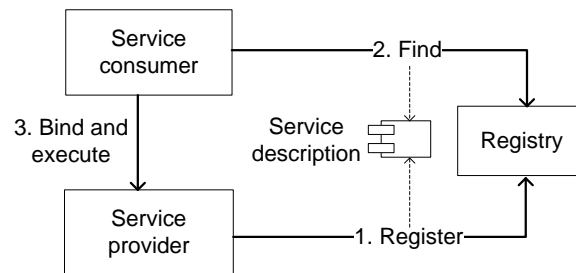 Service
consumer
2. Find
3. Bind and
execute
Service
description
Registry
Service
provider
1. Register